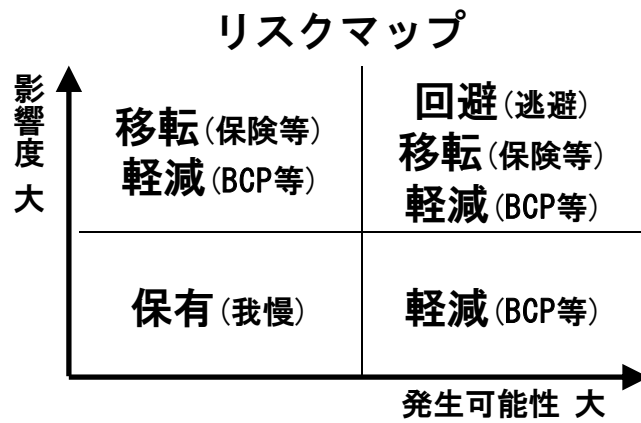 リスクマップ
影響度 大
移転(保険等)
軽減(BCP等)
回避(逃避)
移転(保険等)
軽減(BCP等)
保有(我慢)
軽減(BCP等)
発生可能性 大